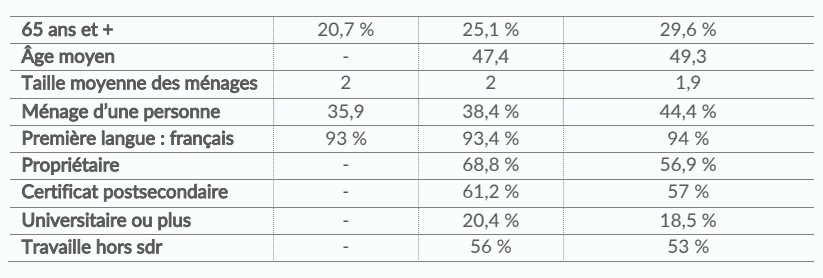 65 ans et + 20,7 % 25,1 % 29,6 %
Âge moyen - 47,4 49,3
Taille moyenne des ménages 2 2 1,9
Ménage d’une personne 35,9 38,4 % 44,4 %
Première langue : français 93 % 93,4 % 94 %
Propriétaire - 68,8 % 56,9 %
Certificat postsecondaire - 61,2 % 57 %
Universitaire ou plus - 20,4 % 18,5 %
Travaille hors sdr - 56 % 53 %